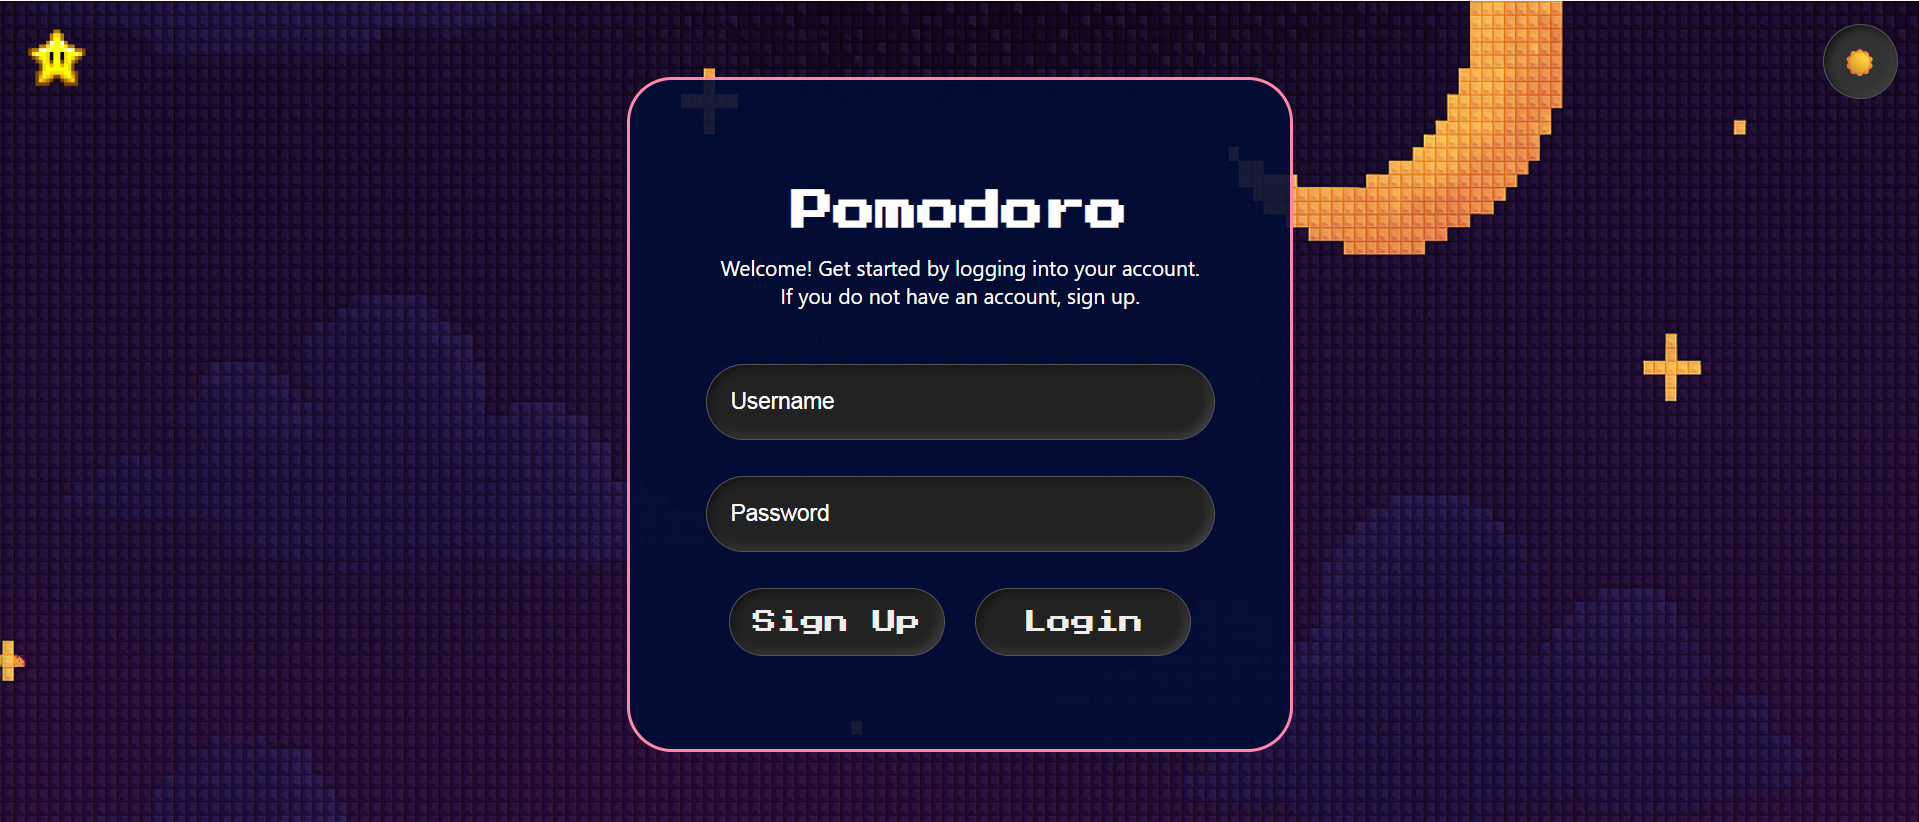 Pomodoro
Welcome! Get started by logging into your account.
If you do not have an account, sign up.
Username
Password
Sign Up
Login